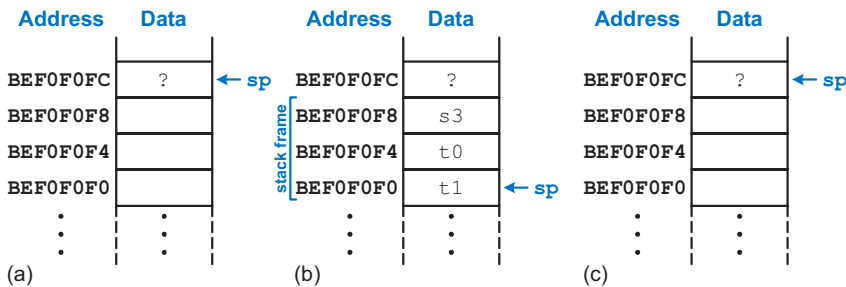 Address Data Address Data Address Data
BEF0F0FC ? sp BEF0F0FC ? BEF0F0FC ? sp
BEF0F0F8 stack frame BEF0F0F8 s3 BEF0F0F8
BEF0F0F4 BEF0F0F4 t0 BEF0F0F4
BEF0F0F0 BEF0F0F0 t1 sp BEF0F0F0
(a) (b) (c)